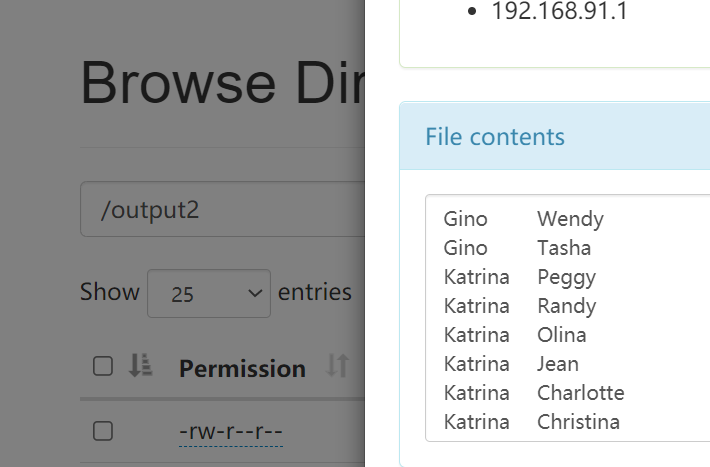 Browse Dir
/output2
Show 25 entries
Permission
-rw-r--r--
192.168.91.1
File contents
Gino Wendy
Gino Tasha
Katrina Peggy
Katrina Randy
Katrina Olina
Katrina Jean
Katrina Charlotte
Katrina Christina